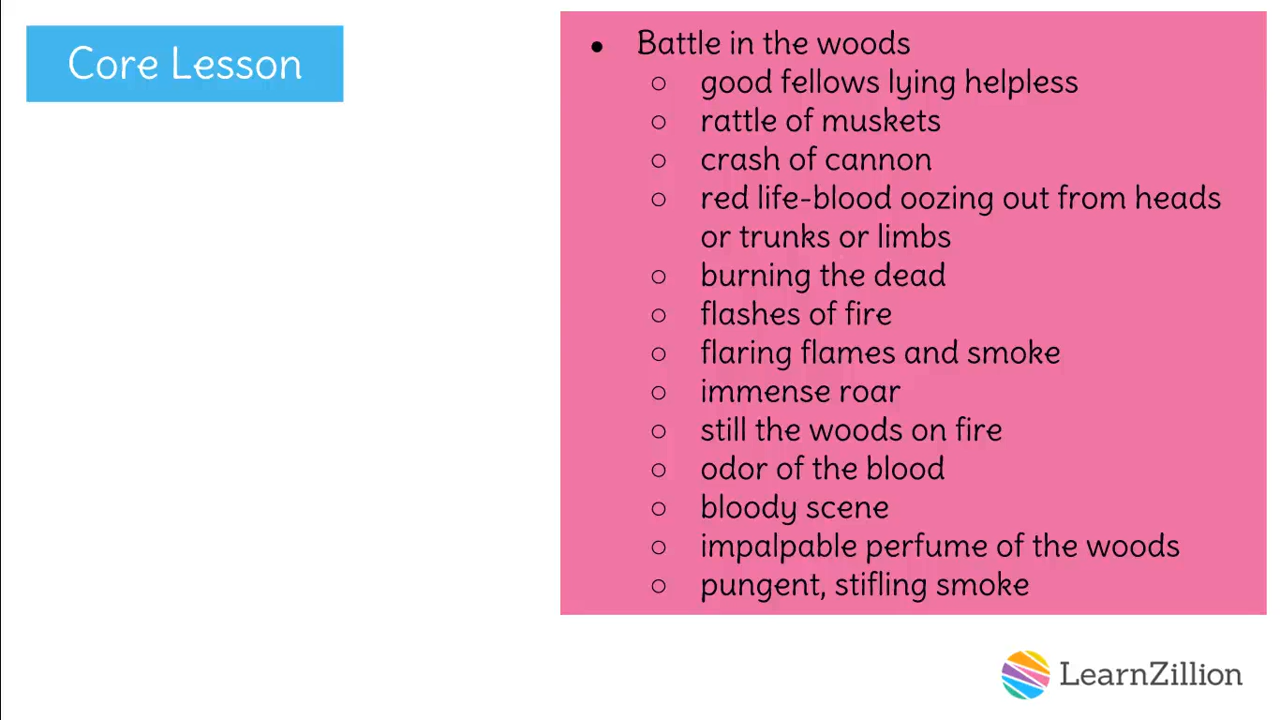 Core Lesson
● Battle in the woods
○ good fellows lying helpless
○ rattle of muskets
○ crash of cannon
○ red life-blood oozing out from heads
or trunks or limbs
○ burning the dead
○ flashes of fire
○ flaring flames and smoke
○ immense roar
○ still the woods on fire
○ odor of the blood
○ bloody scene
○ impalpable perfume of the woods
○ pungent, stifling smoke
LearnZillion